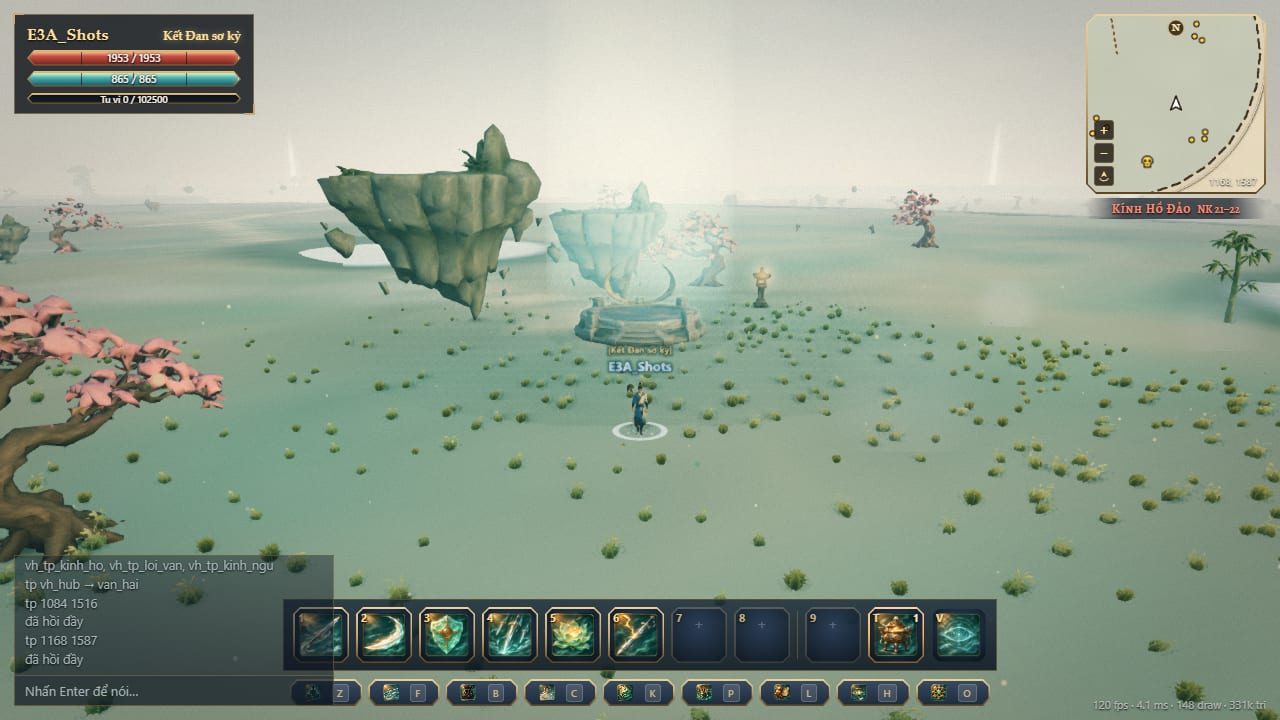 E3A_Shots
Kết Đan sơ kỳ
1953 / 1953
865 / 865
Tu vi 0 / 102500
N
+
−
1168, 1587
Kính Hồ Đảo NK 21–22
[Kết Đan sơ kỳ]
E3A_Shots
vh_tp_kinh_ho, vh_tp_loi_van, vh_tp_kinh_ngu
tp vh_hub → van_hai
tp 1084 1516
đã hồi đầy
tp 1168 1587
đã hồi đầy
Nhấn Enter để nói...
1 2 3 4 5 6 7 + 8 + 9 + T 1 V
Z F B C K P L H O
120 fps · 4.1 ms · 148 draw · 331k tri